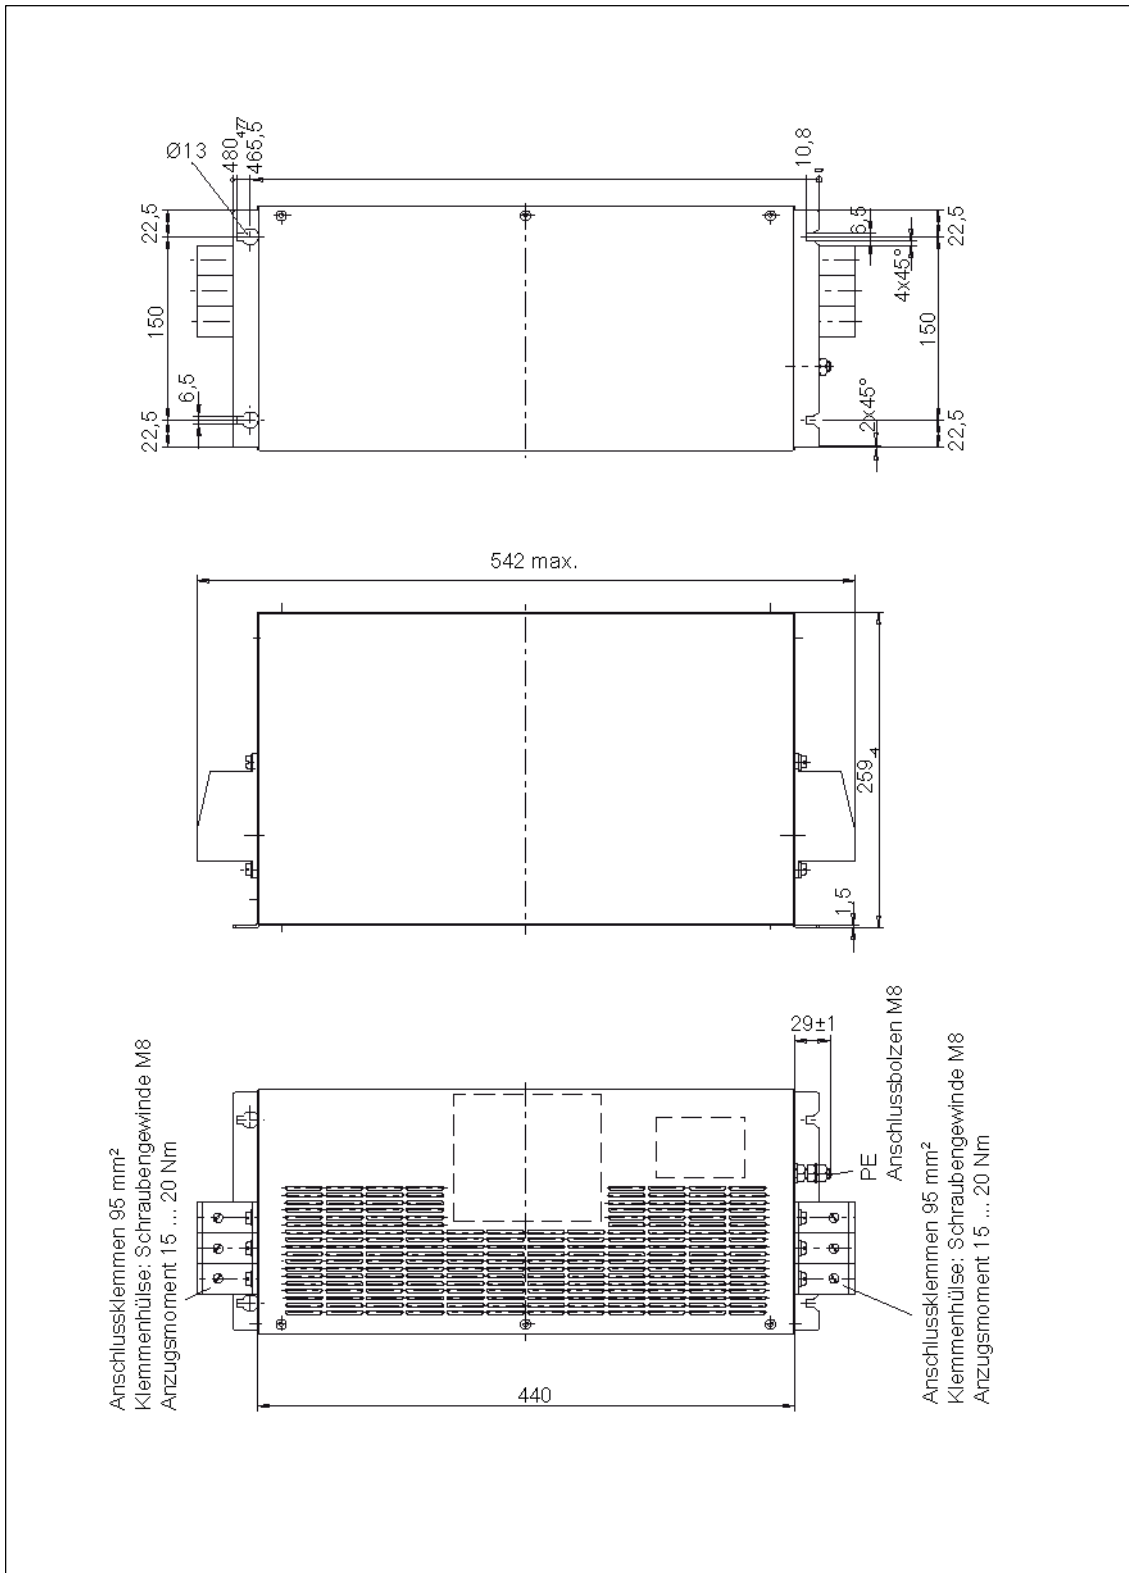 Ø13
480
477
465,5
10,8
22,5
150
6,5
22,5
6,5
4x45°
2x45°
22,5
150
22,5
542 max.
259
4
1,5
29±1
Anschlussklemmen 95 mm²
Klemmenhülse: Schraubengewinde M8
Anzugsmoment 15 ... 20 Nm
PE
Anschlussbolzen M8
Anschlussklemmen 95 mm²
Klemmenhülse: Schraubengewinde M8
Anzugsmoment 15 ... 20 Nm
440